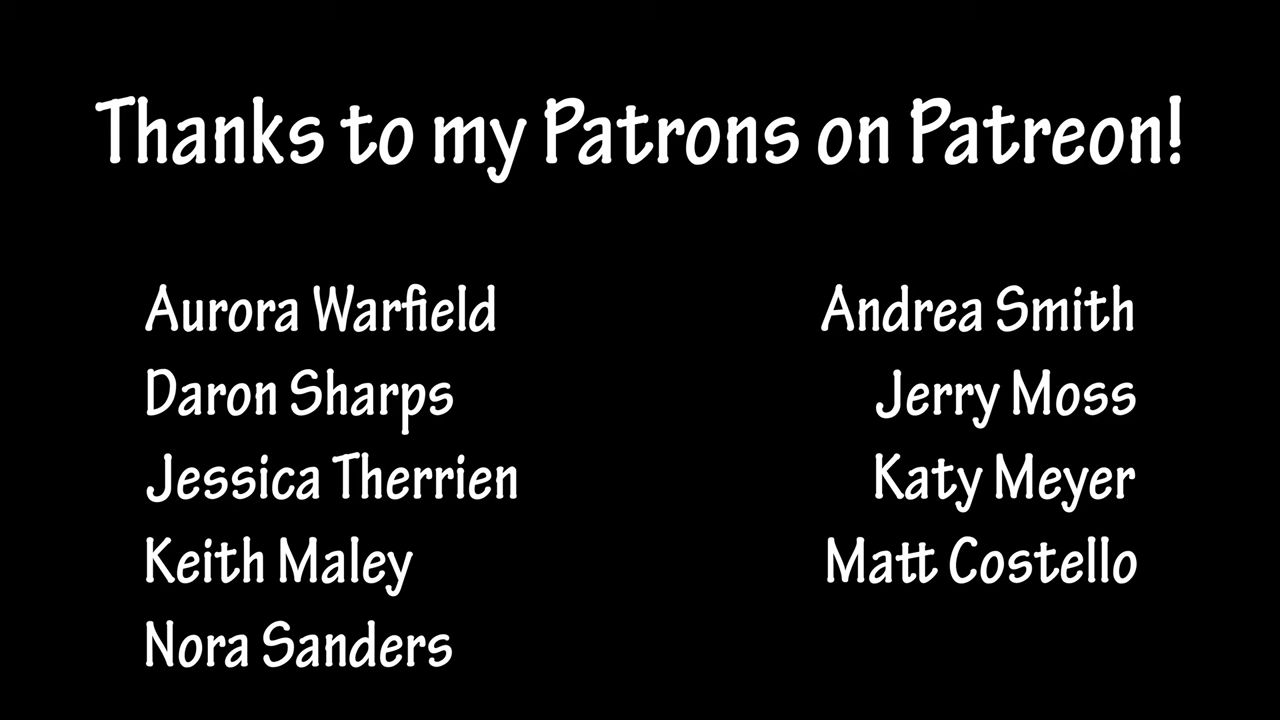 Thanks to my Patrons on Patreon!
Aurora Warfield
Daron Sharps
Jessica Therrien
Keith Maley
Nora Sanders
Andrea Smith
Jerry Moss
Katy Meyer
Matt Costello